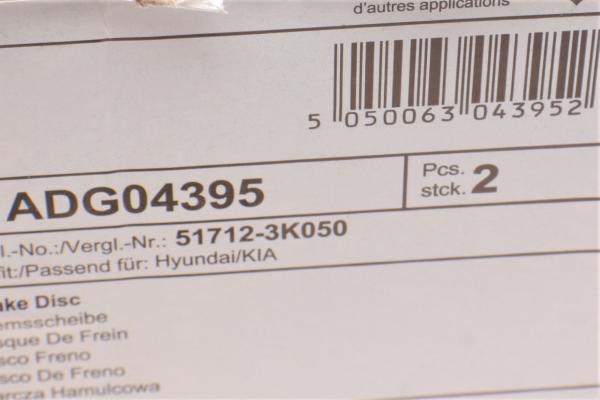 d'autres applications
5 050063 043952
ADG04395
Pcs.
stck. 2
l.-No.:/Vergl.-Nr.: 51712-3K050
fit:/Passend für: Hyundai/KIA
ake Disc
emsscheibe
sque De Frein
sco Freno
sco De Freno
arcza Hamulcowa